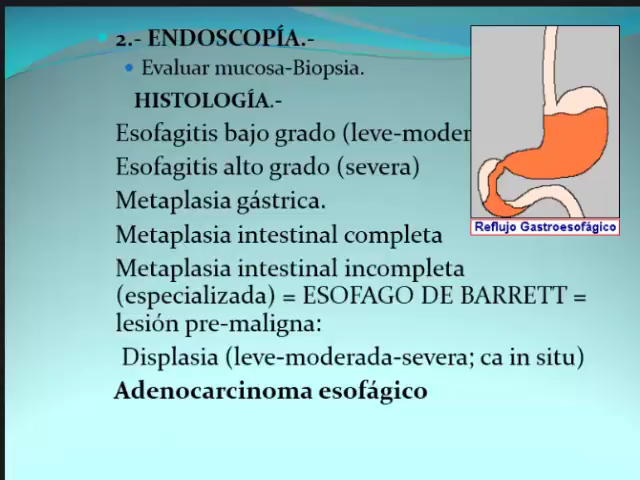 2.- ENDOSCOPÍA.-
Evaluar mucosa-Biopsia.
HISTOLOGÍA.-
Esofagitis bajo grado (leve-moder
Esofagitis alto grado (severa)
Metaplasia gástrica.
Metaplasia intestinal completa
Metaplasia intestinal incompleta
(especializada) = ESOFAGO DE BARRETT =
lesión pre-maligna:
Displasia (leve-moderada-severa; ca in situ)
Adenocarcinoma esofágico
Reflujo Gastroesofágico